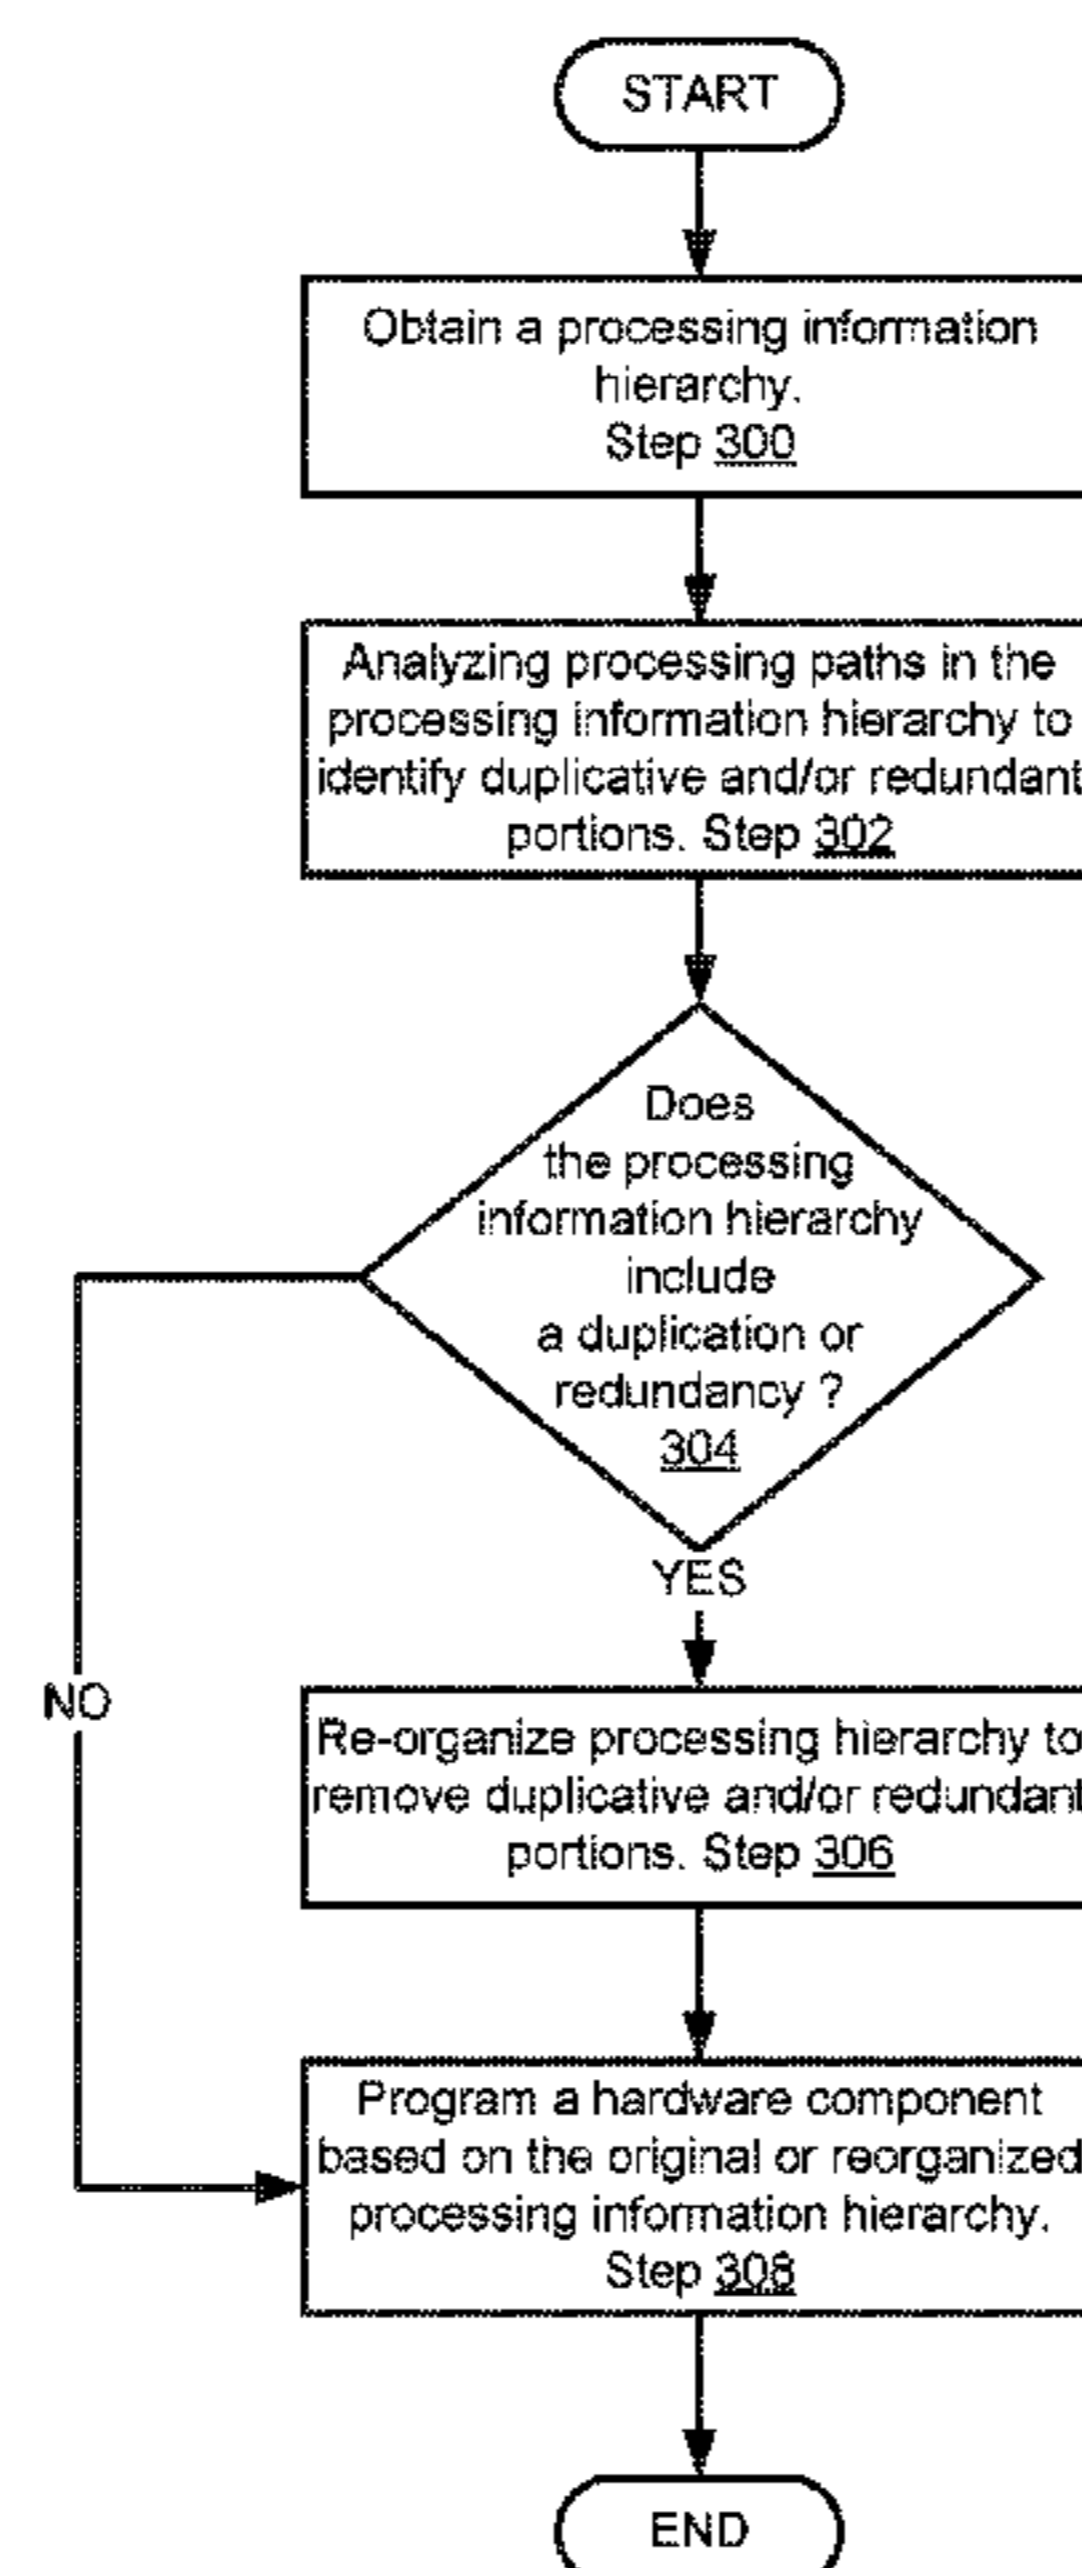 START
Obtain a processing information
hierarchy.
Step 300
Analyzing processing paths in the
processing information hierarchy to
identify duplicative and/or redundant
portions. Step 302
Does
the processing
information hierarchy
include
a duplication or
redundancy ?
304
YES
NO
Re-organize processing hierarchy to
remove duplicative and/or redundant
portions. Step 306
Program a hardware component
based on the original or reorganized
processing information hierarchy.
Step 308
END